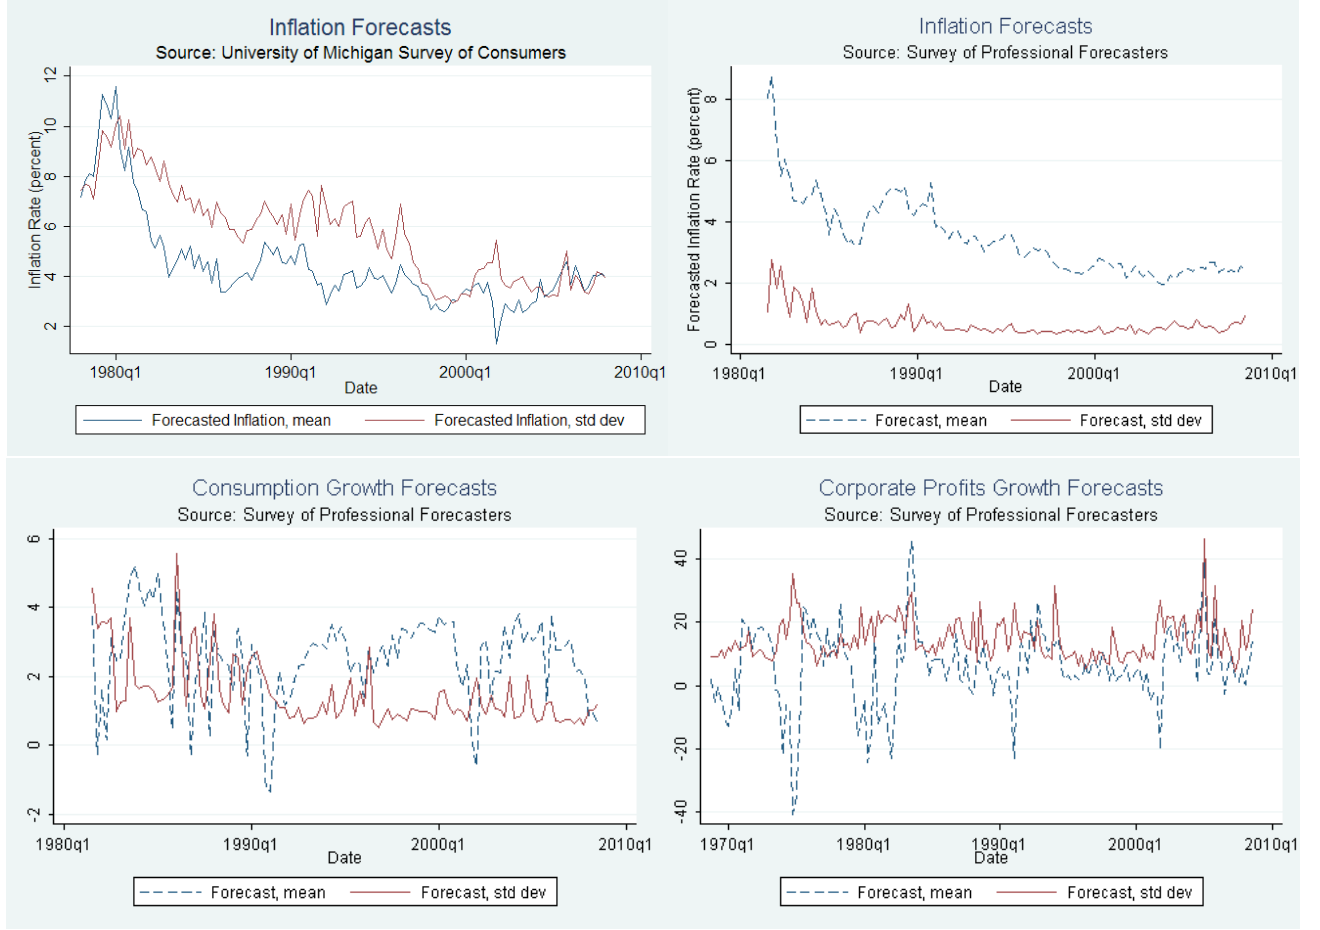 Inflation Forecasts
Source: University of Michigan Survey of Consumers
Inflation Rate (percent)
12
10
8
6
4
2
1980q1 1990q1 2000q1 2010q1
Date
Forecasted Inflation, mean Forecasted Inflation, std dev
Inflation Forecasts
Source: Survey of Professional Forecasters
Forecasted Inflation Rate (percent)
8
6
4
2
0
1980q1 1990q1 2000q1 2010q1
Date
Forecast, mean Forecast, std dev
Consumption Growth Forecasts
Source: Survey of Professional Forecasters
6
4
2
0
-2
1980q1 1990q1 2000q1 2010q1
Date
Forecast, mean Forecast, std dev
Corporate Profits Growth Forecasts
Source: Survey of Professional Forecasters
40
20
0
-20
-40
1970q1 1980q1 1990q1 2000q1 2010q1
Date
Forecast, mean Forecast, std dev